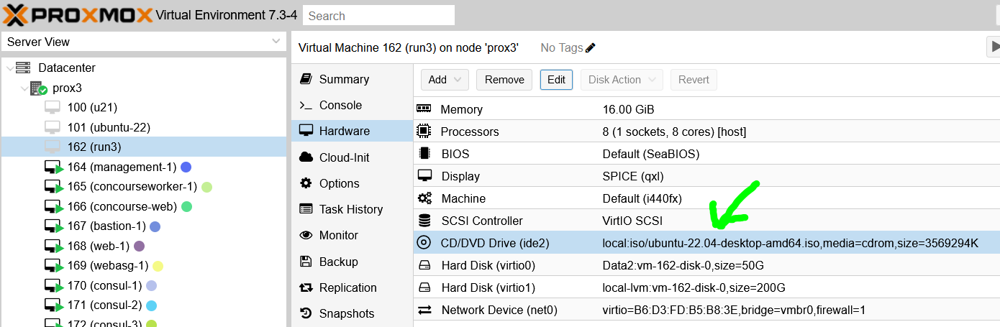 PROXMOX Virtual Environment 7.3-4 Search
Server View
Datacenter
prox3
100 (u21)
101 (ubuntu-22)
162 (run3)
164 (management-1)
165 (concourseworker-1)
166 (concourse-web)
167 (bastion-1)
168 (web-1)
169 (webasg-1)
170 (consul-1)
171 (consul-2)
172 (consul-3)
Virtual Machine 162 (run3) on node 'prox3' No Tags
Summary
Console
Hardware
Cloud-Init
Options
Task History
Monitor
Backup
Replication
Snapshots
Add Remove Edit Disk Action Revert
Memory 16.00 GiB
Processors 8 (1 sockets, 8 cores) [host]
BIOS Default (SeaBIOS)
Display SPICE (qxl)
Machine Default (i440fx)
SCSI Controller VirtIO SCSI
CD/DVD Drive (ide2) local:iso/ubuntu-22.04-desktop-amd64.iso,media=cdrom,size=3569294K
Hard Disk (virtio0) Data2:vm-162-disk-0,size=50G
Hard Disk (virtio1) local-lvm:vm-162-disk-0,size=200G
Network Device (net0) virtio=B6:D3:FD:B5:B8:3E,bridge=vmbr0,firewall=1